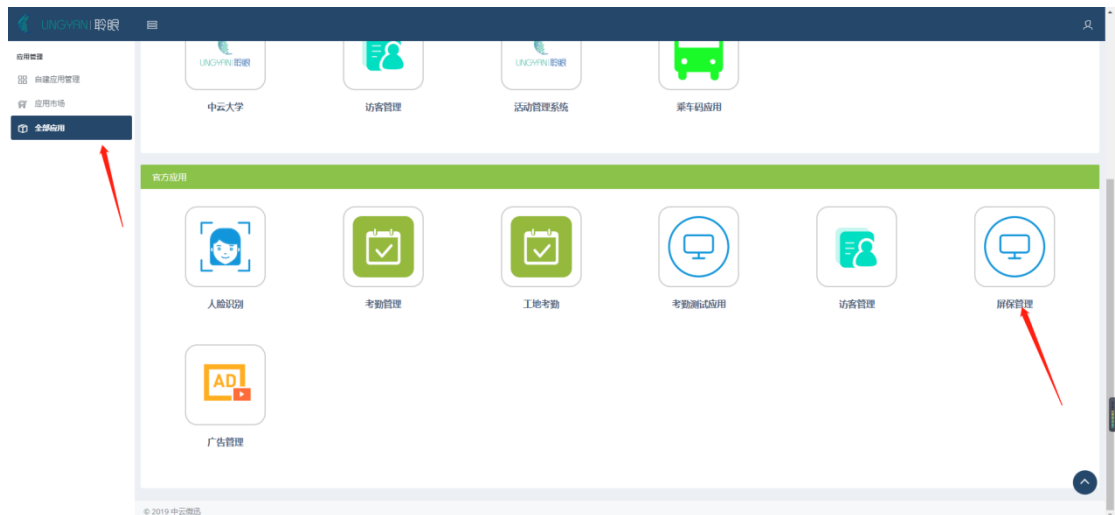 LINGYAN 聆眼
应用管理
自建应用管理
应用市场
全部应用
LINGYAN 聆眼
LINGYAN 聆眼
中云大学
访客管理
活动管理系统
乘车码应用
官方应用
人脸识别
考勤管理
工地考勤
考勤测试应用
访客管理
屏保管理
AD
广告管理
© 2019 中云微迅